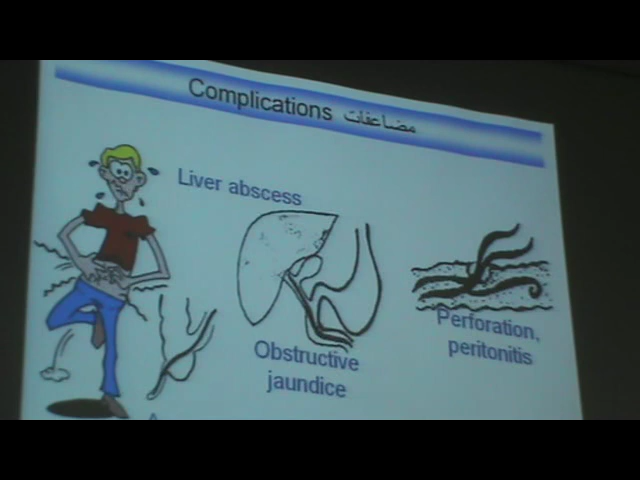 Complications مضاعفات
Liver abscess
Obstructive
jaundice
Perforation,
peritonitis